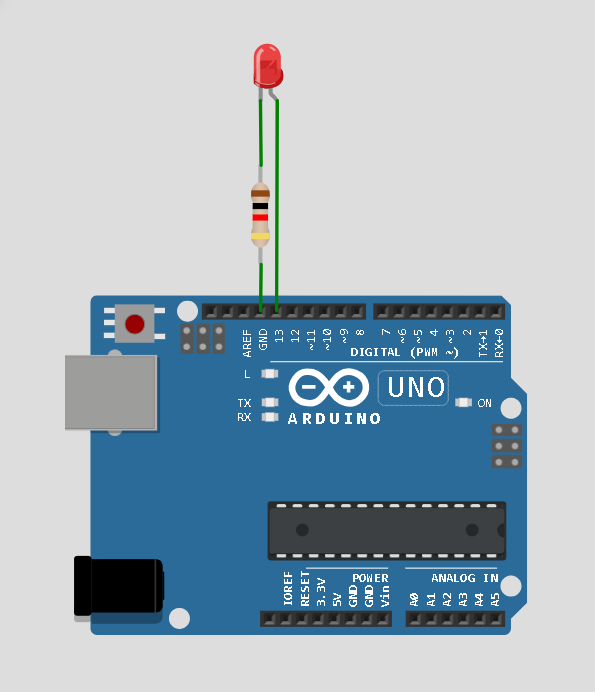 AREF
GND
13
12
~11
~10
~9
8
7
~6
~5
4
~3
2
TX→1
RX←0
DIGITAL (PWM ~)
L
TX
RX
UNO
ON
ARDUINO
POWER
ANALOG IN
IOREF
RESET
3.3V
5V
GND
GND
Vin
A0
A1
A2
A3
A4
A5